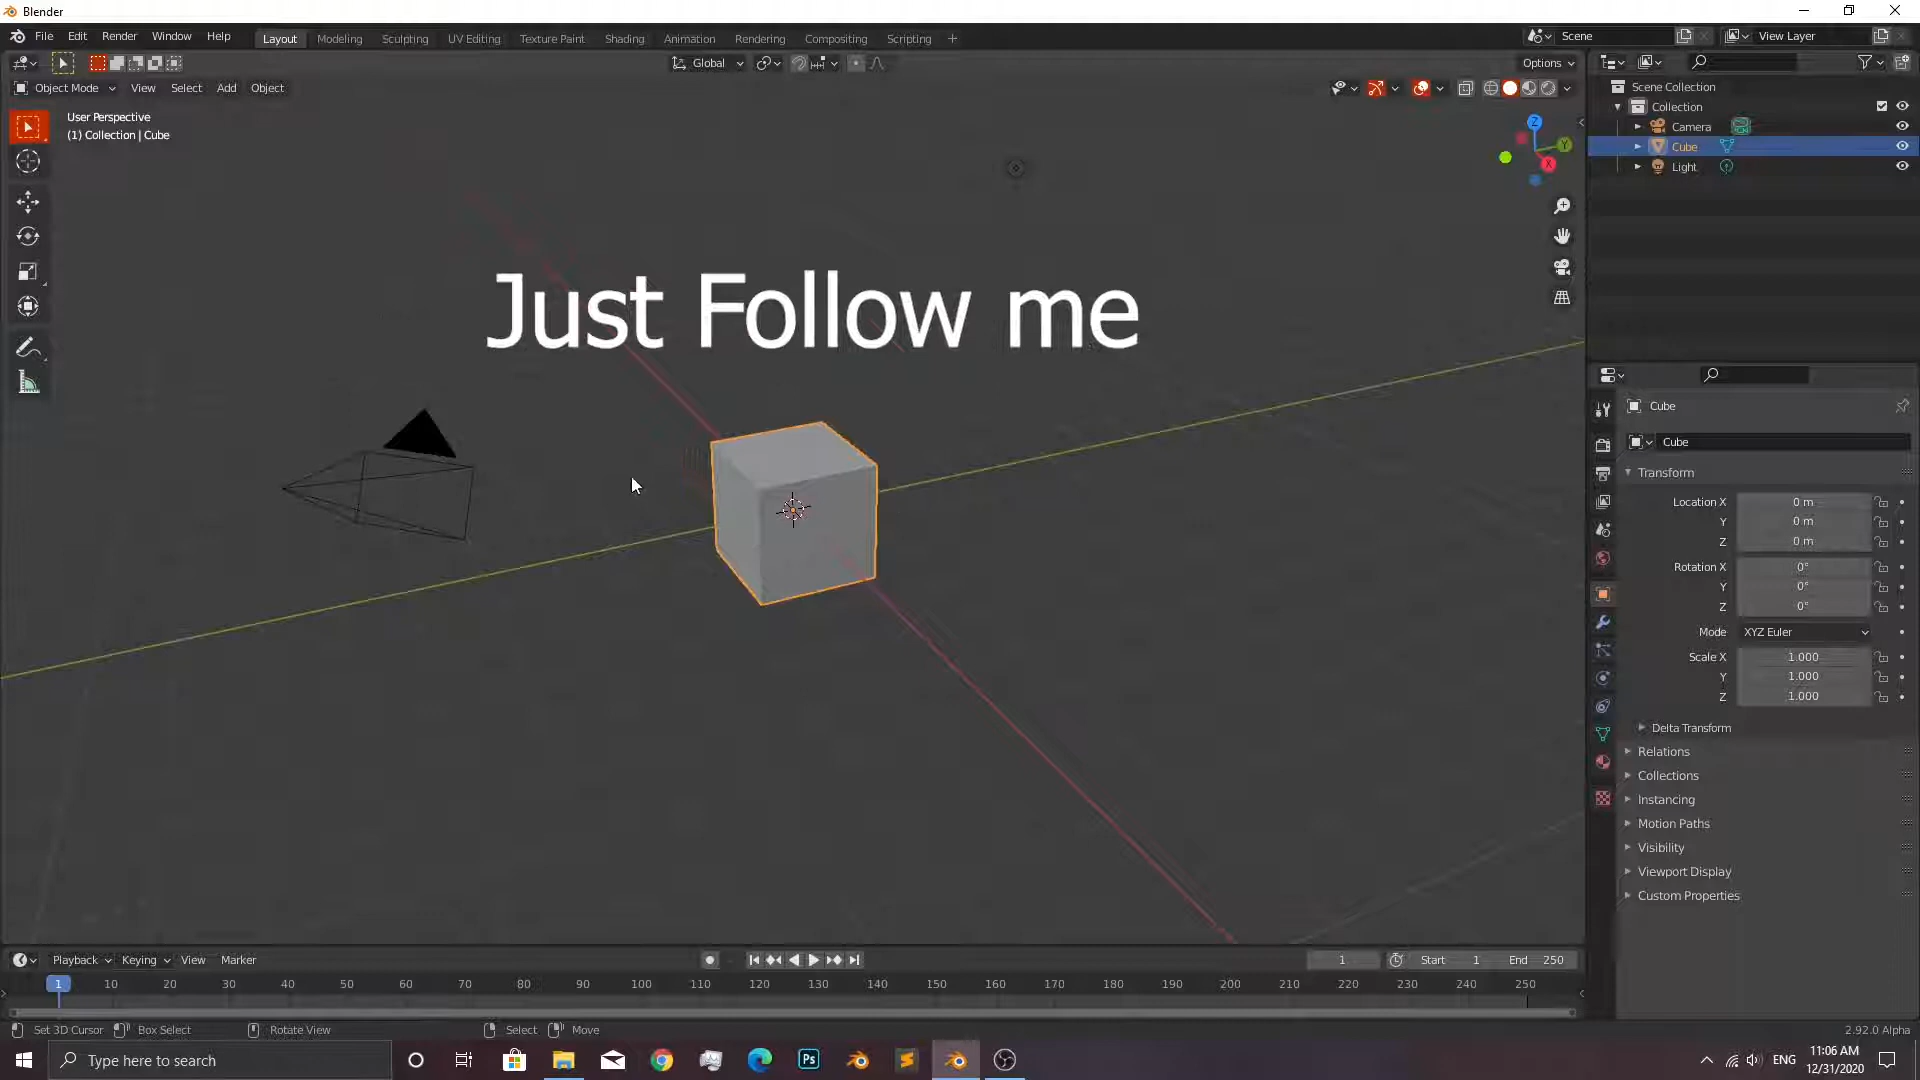 Blender
File Edit Render Window Help Layout Modeling Sculpting UV Editing Texture Paint Shading Animation Rendering Compositing Scripting + Scene View Layer
Global Options
Object Mode View Select Add Object
User Perspective
(1) Collection | Cube
Z
Y
X
Just Follow me
Scene Collection
Collection
Camera
Cube
Light
Cube
Cube
Transform
Location X 0 m
Y 0 m
Z 0 m
Rotation X 0°
Y 0°
Z 0°
Mode XYZ Euler
Scale X 1.000
Y 1.000
Z 1.000
Delta Transform
Relations
Collections
Instancing
Motion Paths
Visibility
Viewport Display
Custom Properties
Playback Keying View Marker 1 Start 1 End 250
1 10 20 30 40 50 60 70 80 90 100 110 120 130 140 150 160 170 180 190 200 210 220 230 240 250
Set 3D Cursor Box Select Rotate View Select Move 2.92.0 Alpha
Type here to search Ps ENG 11:06 AM
12/31/2020